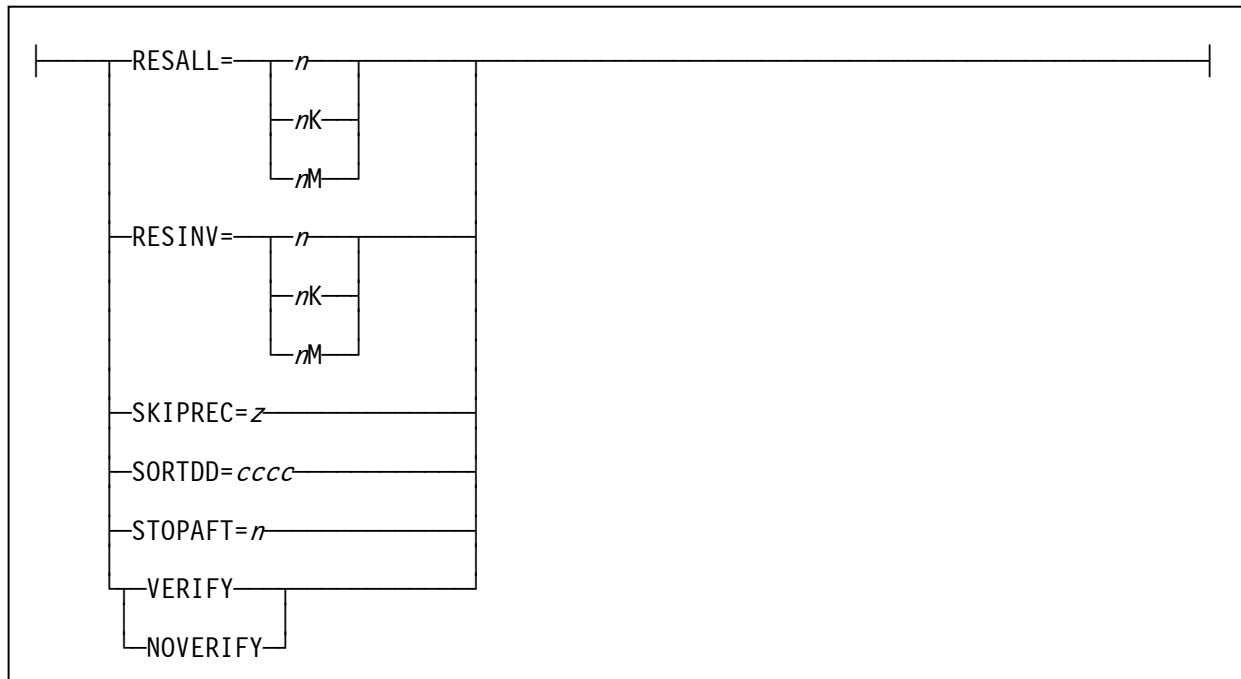 RESALL= n
nK
nM
RESINV= n
nK
nM
SKIPREC=z
SORTDD=cccc
STOPAFT=n
VERIFY
NOVERIFY